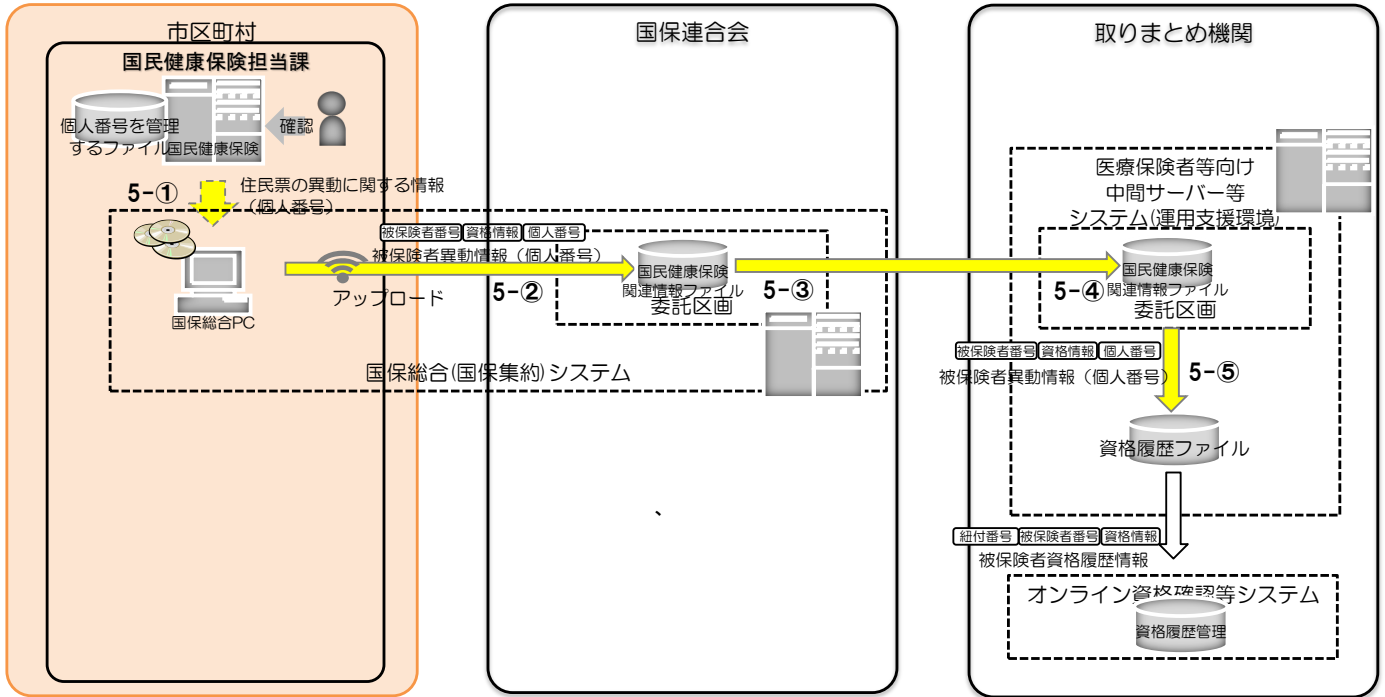 市区町村
国民健康保険担当課
個人番号を管理
するファイル
国民健康保険
確認
5-①
住民票の異動に関する情報
（個人番号）
国保総合PC
アップロード
被保険者番号 資格情報 個人番号
被保険者異動情報（個人番号）
5-②
国保連合会
国民健康保険
関連情報ファイル
委託区画
5-③
国保総合(国保集約)システム
、
取りまとめ機関
医療保険者等向け
中間サーバー等
システム(運用支援環境)
国民健康保険
関連情報ファイル
5-④
委託区画
被保険者番号 資格情報 個人番号
被保険者異動情報（個人番号）
5-⑤
資格履歴ファイル
紐付番号 被保険者番号 資格情報
被保険者資格履歴情報
オンライン資格確認等システム
資格履歴管理